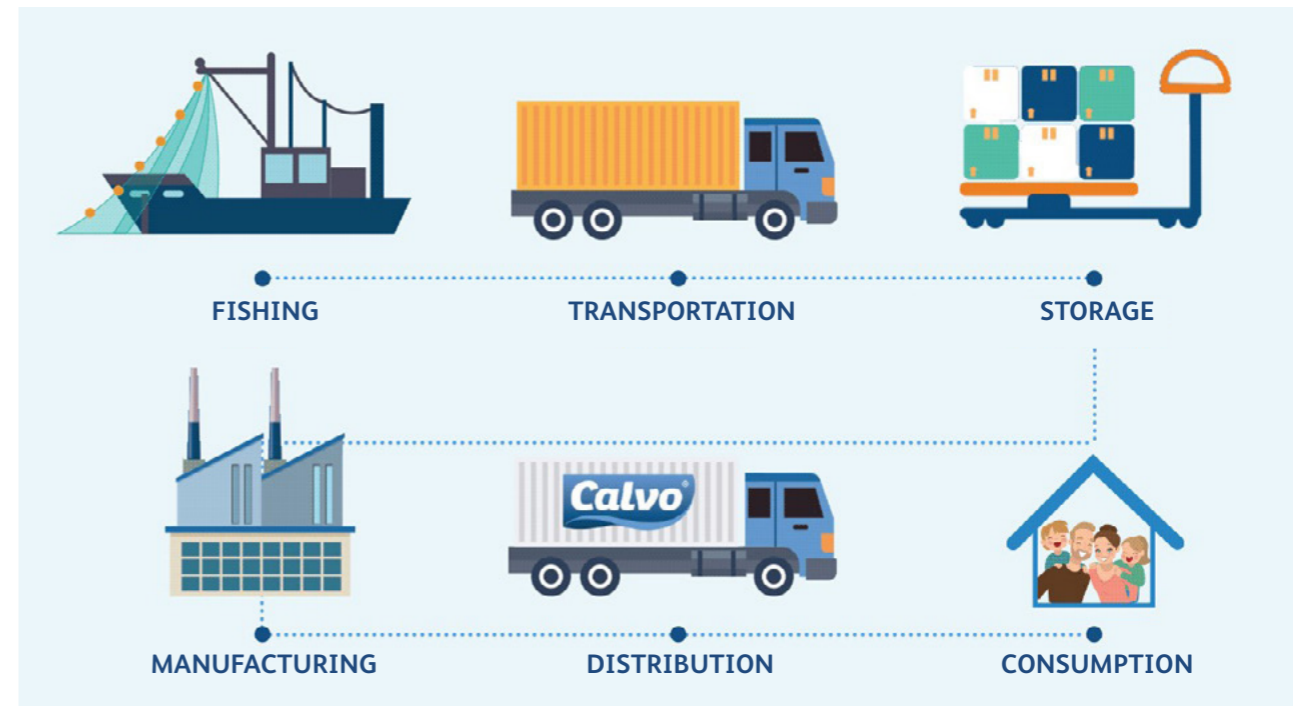 FISHING
TRANSPORTATION
STORAGE
Calvo®
MANUFACTURING
DISTRIBUTION
CONSUMPTION